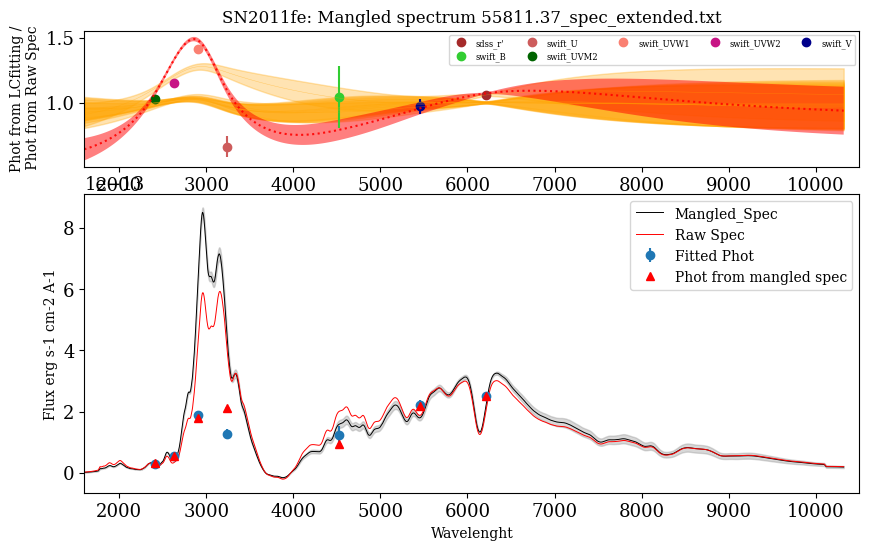 SN2011fe: Mangled spectrum 55811.37_spec_extended.txt
Phot from LCfitting /
Phot from Raw Spec
1.5
1.0
sdss_r' swift_U swift_UVW1 swift_UVW2 swift_V
swift_B swift_UVM2
2000 3000 4000 5000 6000 7000 8000 9000 10000
1e−13
Flux erg s-1 cm-2 A-1
8
6
4
2
0
Mangled_Spec
Raw Spec
Fitted Phot
Phot from mangled spec
2000 3000 4000 5000 6000 7000 8000 9000 10000
Wavelenght